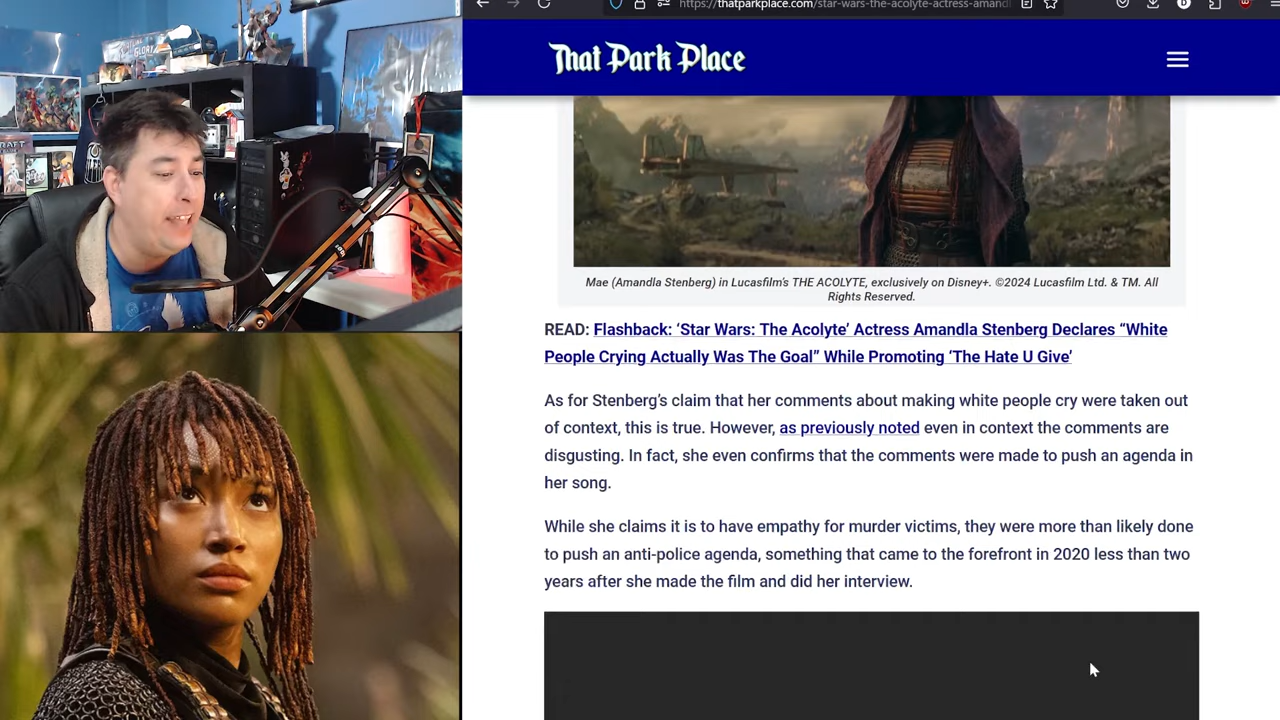 https://thatparkplace.com/star-wars-the-acolyte-actress-amandl
That Park Place
Mae (Amandla Stenberg) in Lucasfilm's THE ACOLYTE, exclusively on Disney+. ©2024 Lucasfilm Ltd. & TM. All
Rights Reserved.
READ: Flashback: ‘Star Wars: The Acolyte’ Actress Amandla Stenberg Declares “White
People Crying Actually Was The Goal” While Promoting ‘The Hate U Give’
As for Stenberg’s claim that her comments about making white people cry were taken out
of context, this is true. However, as previously noted even in context the comments are
disgusting. In fact, she even confirms that the comments were made to push an agenda in
her song.
While she claims it is to have empathy for murder victims, they were more than likely done
to push an anti-police agenda, something that came to the forefront in 2020 less than two
years after she made the film and did her interview.